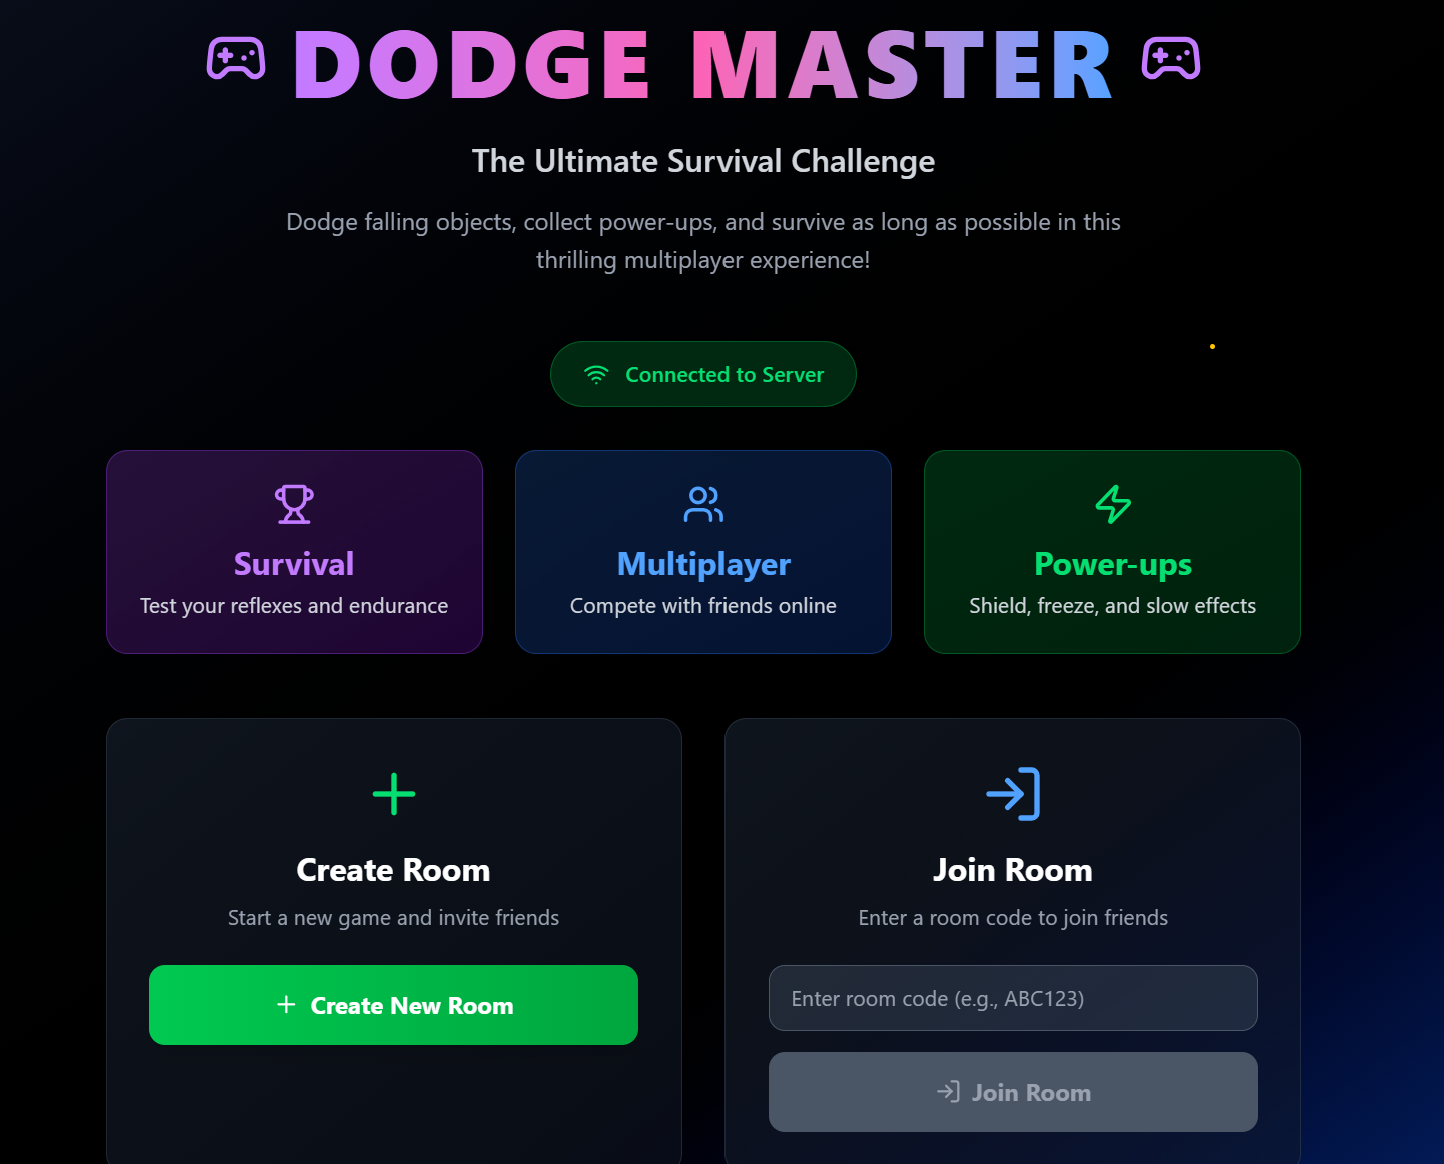 DODGE MASTER
The Ultimate Survival Challenge
Dodge falling objects, collect power-ups, and survive as long as possible in this
thrilling multiplayer experience!
Connected to Server
Survival
Test your reflexes and endurance
Multiplayer
Compete with friends online
Power-ups
Shield, freeze, and slow effects
Create Room
Start a new game and invite friends
Create New Room
Join Room
Enter a room code to join friends
Enter room code (e.g., ABC123)
Join Room